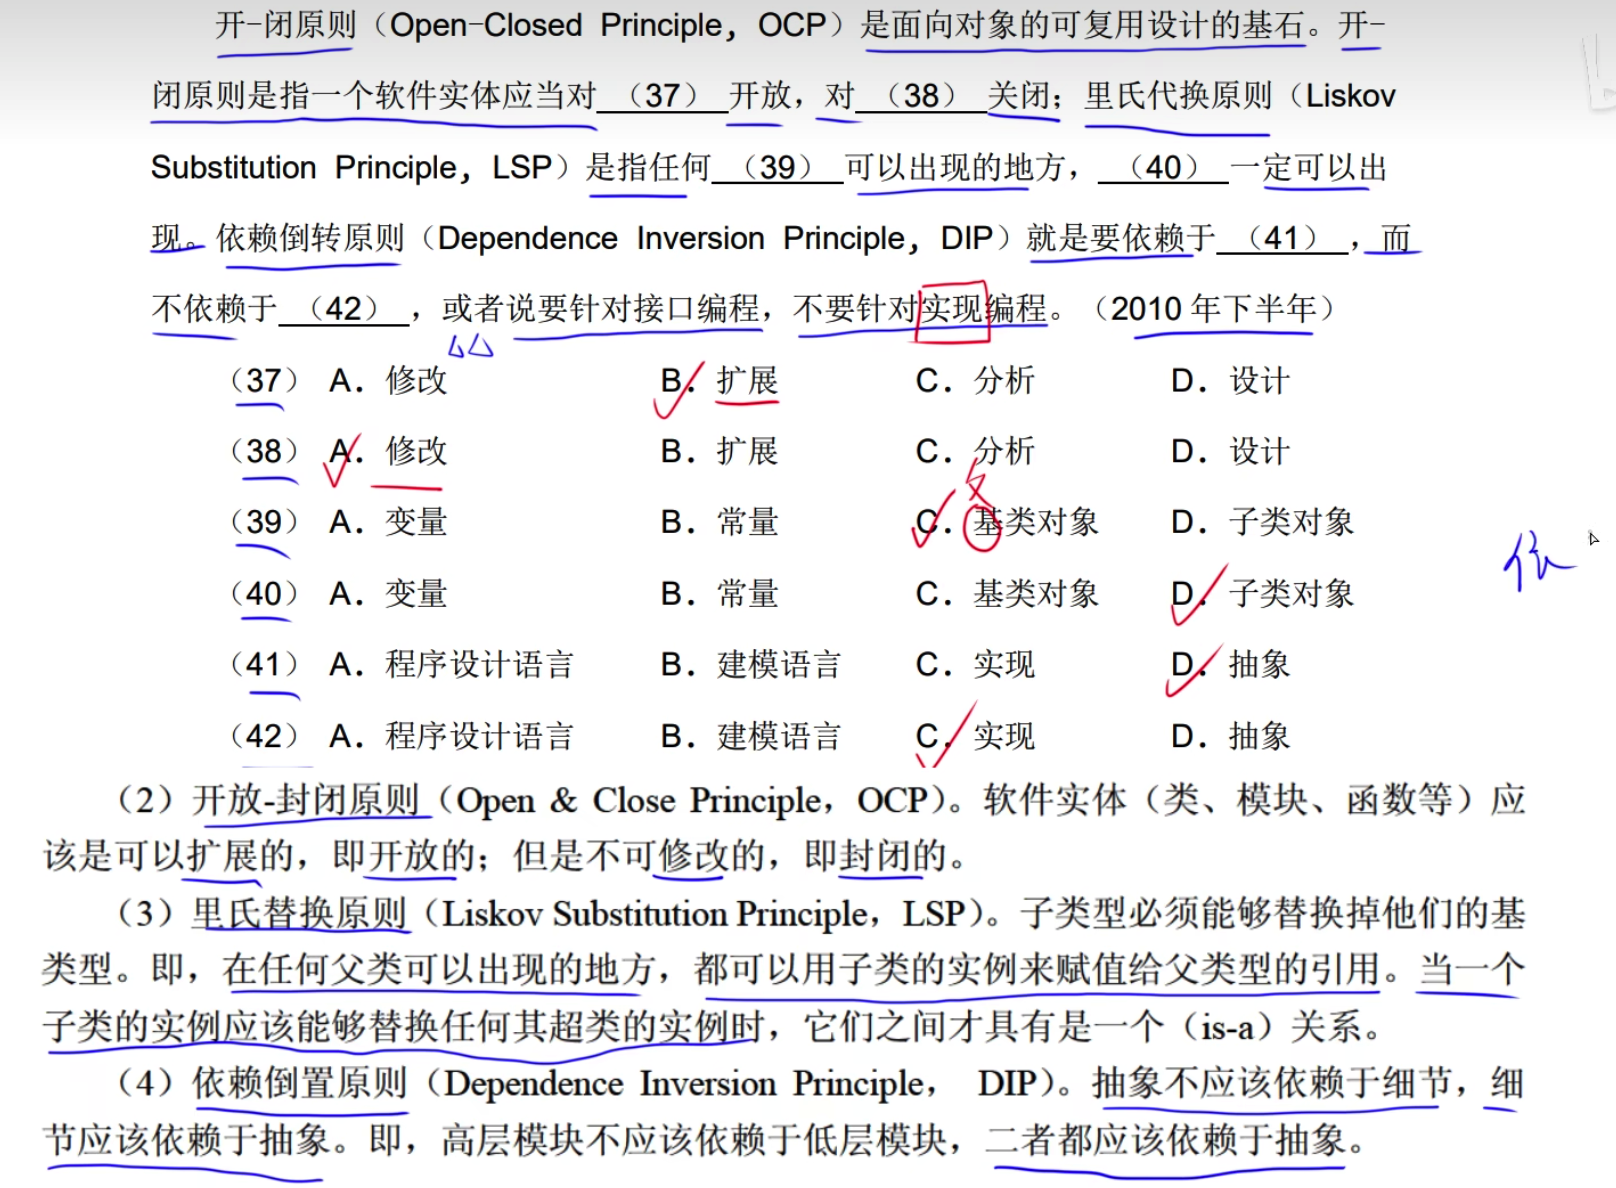 开-闭原则（Open-Closed Principle，OCP）是面向对象的可复用设计的基石。开-
闭原则是指一个软件实体应当对（37）开放，对（38）关闭；里氏代换原则（Liskov
Substitution Principle，LSP）是指任何（39）可以出现的地方，（40）一定可以出
现。依赖倒转原则（Dependence Inversion Principle，DIP）就是要依赖于（41），而
不依赖于（42），或者说要针对接口编程，不要针对实现编程。（2010 年下半年）
（37）A．修改 B．扩展 C．分析 D．设计
（38）A．修改 B．扩展 C．分析 D．设计
父
（39）A．变量 B．常量 C．基类对象 D．子类对象
依
（40）A．变量 B．常量 C．基类对象 D．子类对象
（41）A．程序设计语言 B．建模语言 C．实现 D．抽象
（42）A．程序设计语言 B．建模语言 C．实现 D．抽象
（2）开放-封闭原则（Open & Close Principle，OCP）。软件实体（类、模块、函数等）应
该是可以扩展的，即开放的；但是不可修改的，即封闭的。
（3）里氏替换原则（Liskov Substitution Principle，LSP）。子类型必须能够替换掉他们的基
类型。即，在任何父类可以出现的地方，都可以用子类的实例来赋值给父类型的引用。当一个
子类的实例应该能够替换任何其超类的实例时，它们之间才具有是一个（is-a）关系。
（4）依赖倒置原则（Dependence Inversion Principle， DIP）。抽象不应该依赖于细节，细
节应该依赖于抽象。即，高层模块不应该依赖于低层模块，二者都应该依赖于抽象。